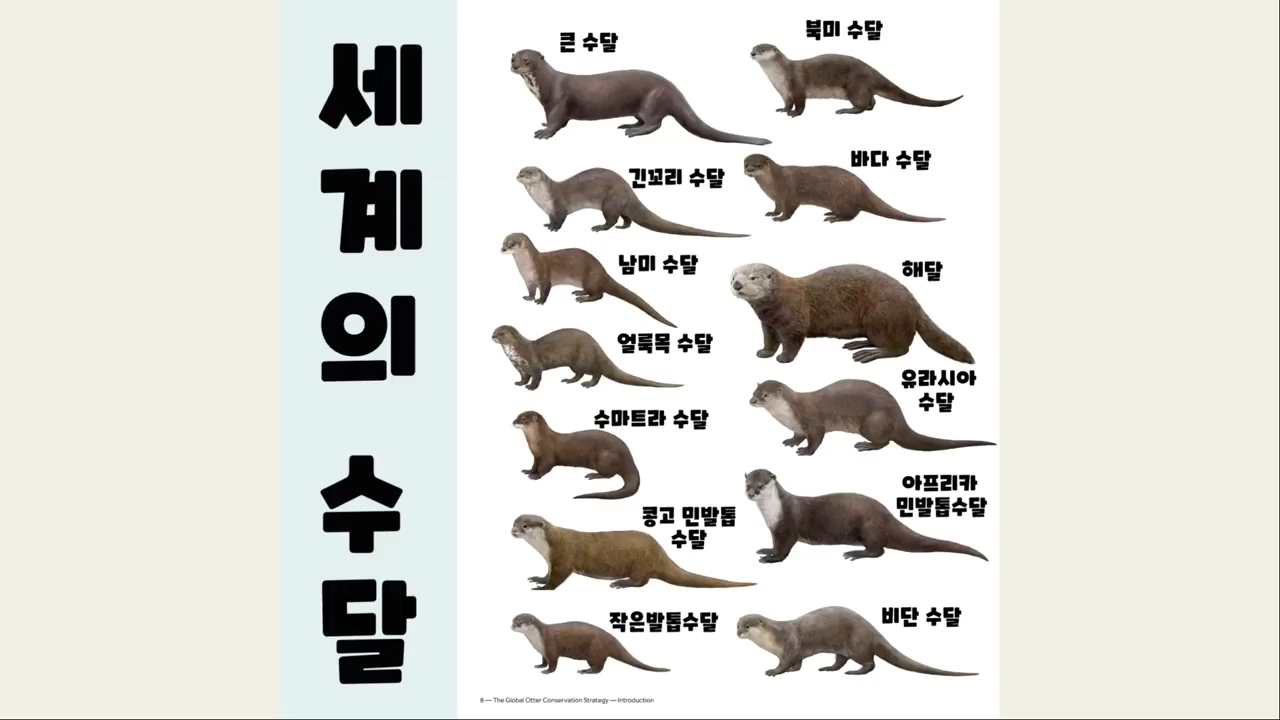 세계의 수달
큰 수달
북미 수달
긴꼬리 수달
바다 수달
남미 수달
해달
얼룩목 수달
유라시아
수달
수마트라 수달
아프리카
민발톱수달
콩고 민발톱
수달
작은발톱수달
비단 수달
8 — The Global Otter Conservation Strategy — Introduction